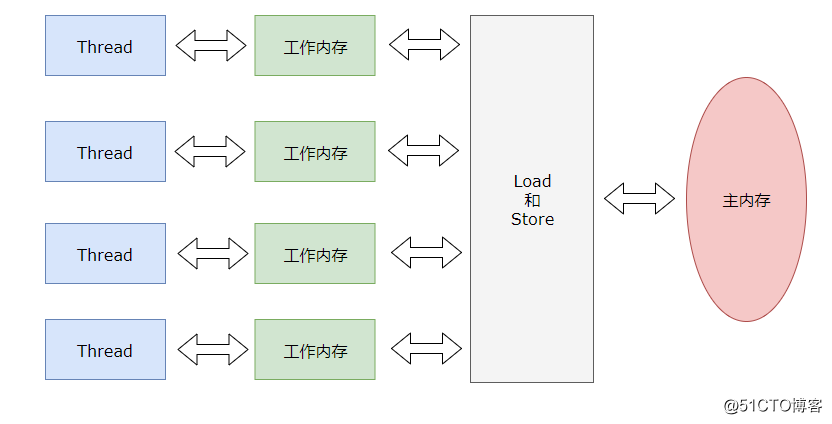 Thread
工作内存
Thread
工作内存
Thread
工作内存
Thread
工作内存
Load
和
Store
主内存
@51CTO博客